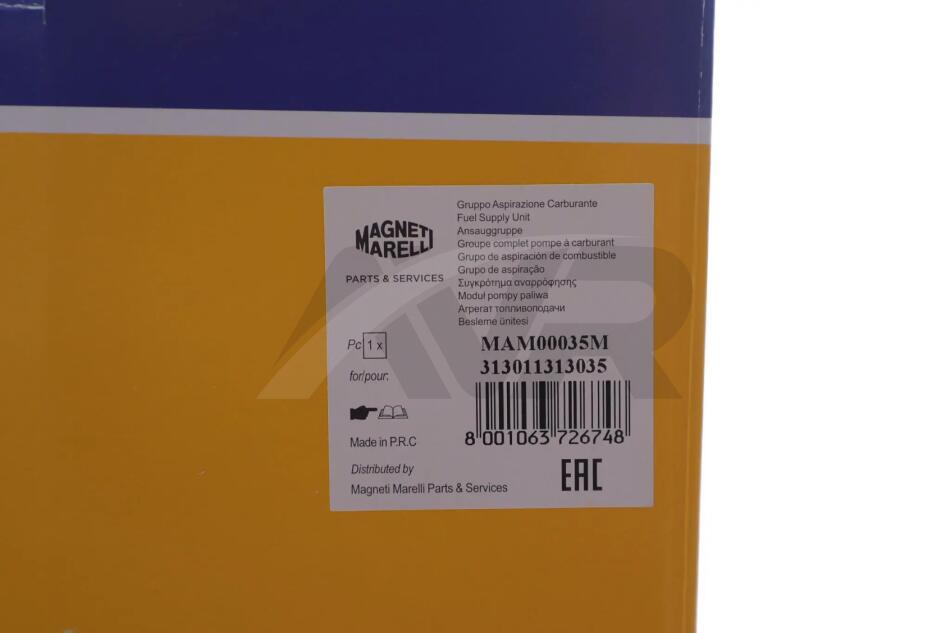 MAGNETI
MARELLI
PARTS & SERVICES
Gruppo Aspirazione Carburante
Fuel Supply Unit
Ansauggruppe
Groupe complet pompe à carburant
Grupo de aspiración de combustible
Grupo de aspiração
Συγκρότημα αναρρόφησης
Moduł pompy paliwa
Агрегат топливоподачи
Besleme ünitesi
Pc 1 x
MAM00035M
313011313035
for/pour:
8 001063 726748
Made in P.R.C
Distributed by
Magneti Marelli Parts & Services
EAC
AVR